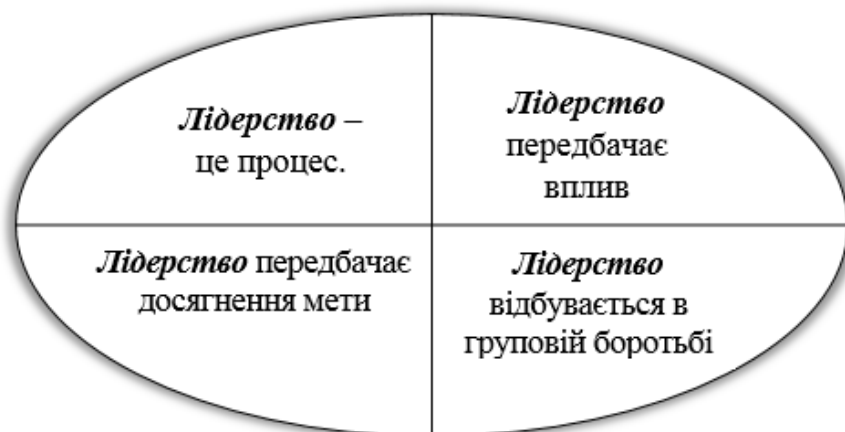 Лідерство –
це процес.
Лідерство
передбачає
вплив
Лідерство передбачає
досягнення мети
Лідерство
відбувається в
груповій боротьбі